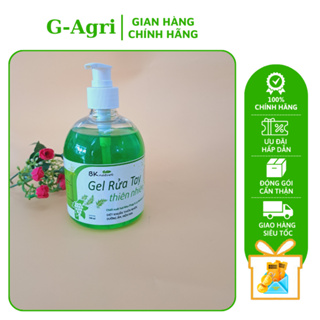 G-Agri
GIAN HÀNG
CHÍNH HÃNG
100%
CHÍNH HÃNG
ƯU ĐÃI
HẤP DẪN
ĐÓNG GÓI
CẨN THẬN
GIAO HÀNG
SIÊU TỐC
BK
Gel Rửa Tay
thiên nhiên